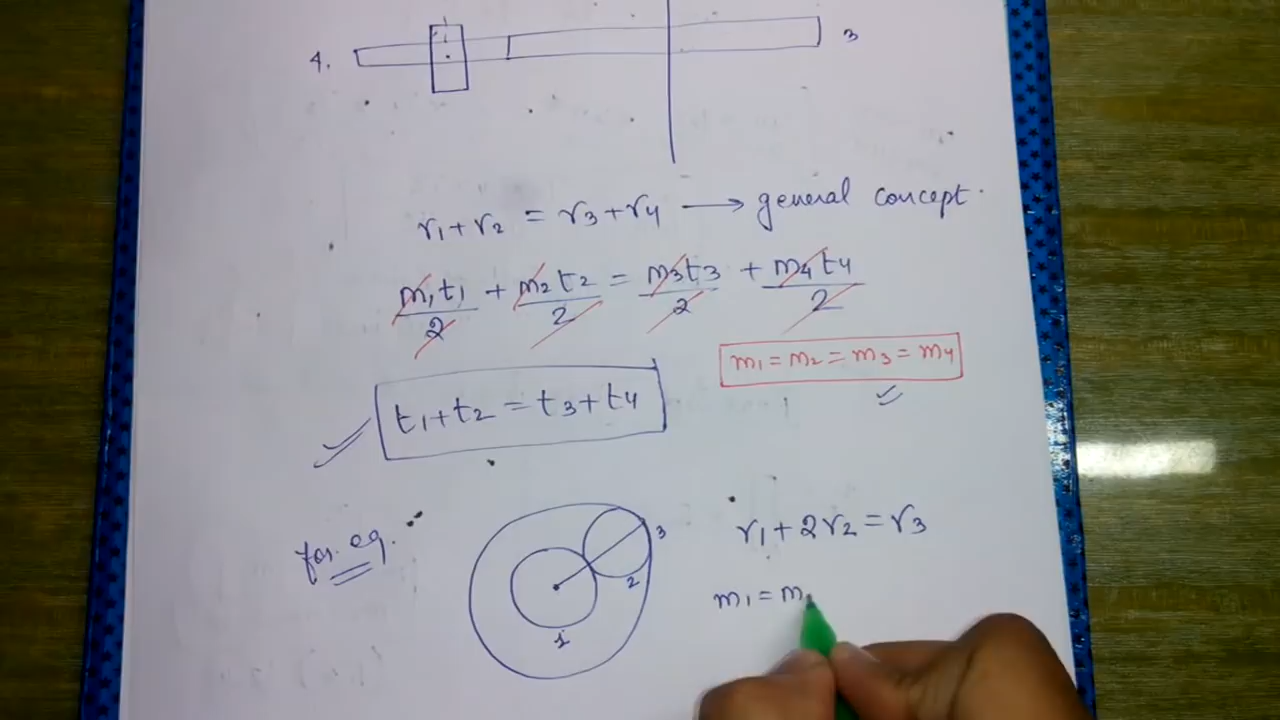 4. 3
r1 + r2 = r3 + r4 → general concept.
m1t1/2 + m2t2/2 = m3t3/2 + m4t4/2
m1 = m2 = m3 = m4
t1 + t2 = t3 + t4
for eg. 1 2 3 r1 + 2r2 = r3
m1 = m